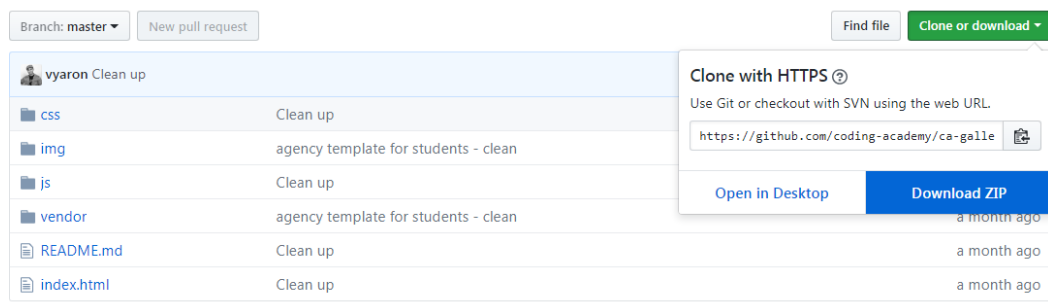 Branch: master
New pull request
Find file
Clone or download
vyaron Clean up
Clone with HTTPS
Use Git or checkout with SVN using the web URL.
https://github.com/coding-academy/ca-galle
Open in Desktop
Download ZIP
css Clean up
img agency template for students - clean
js Clean up
vendor agency template for students - clean a month ago
README.md Clean up a month ago
index.html Clean up a month ago